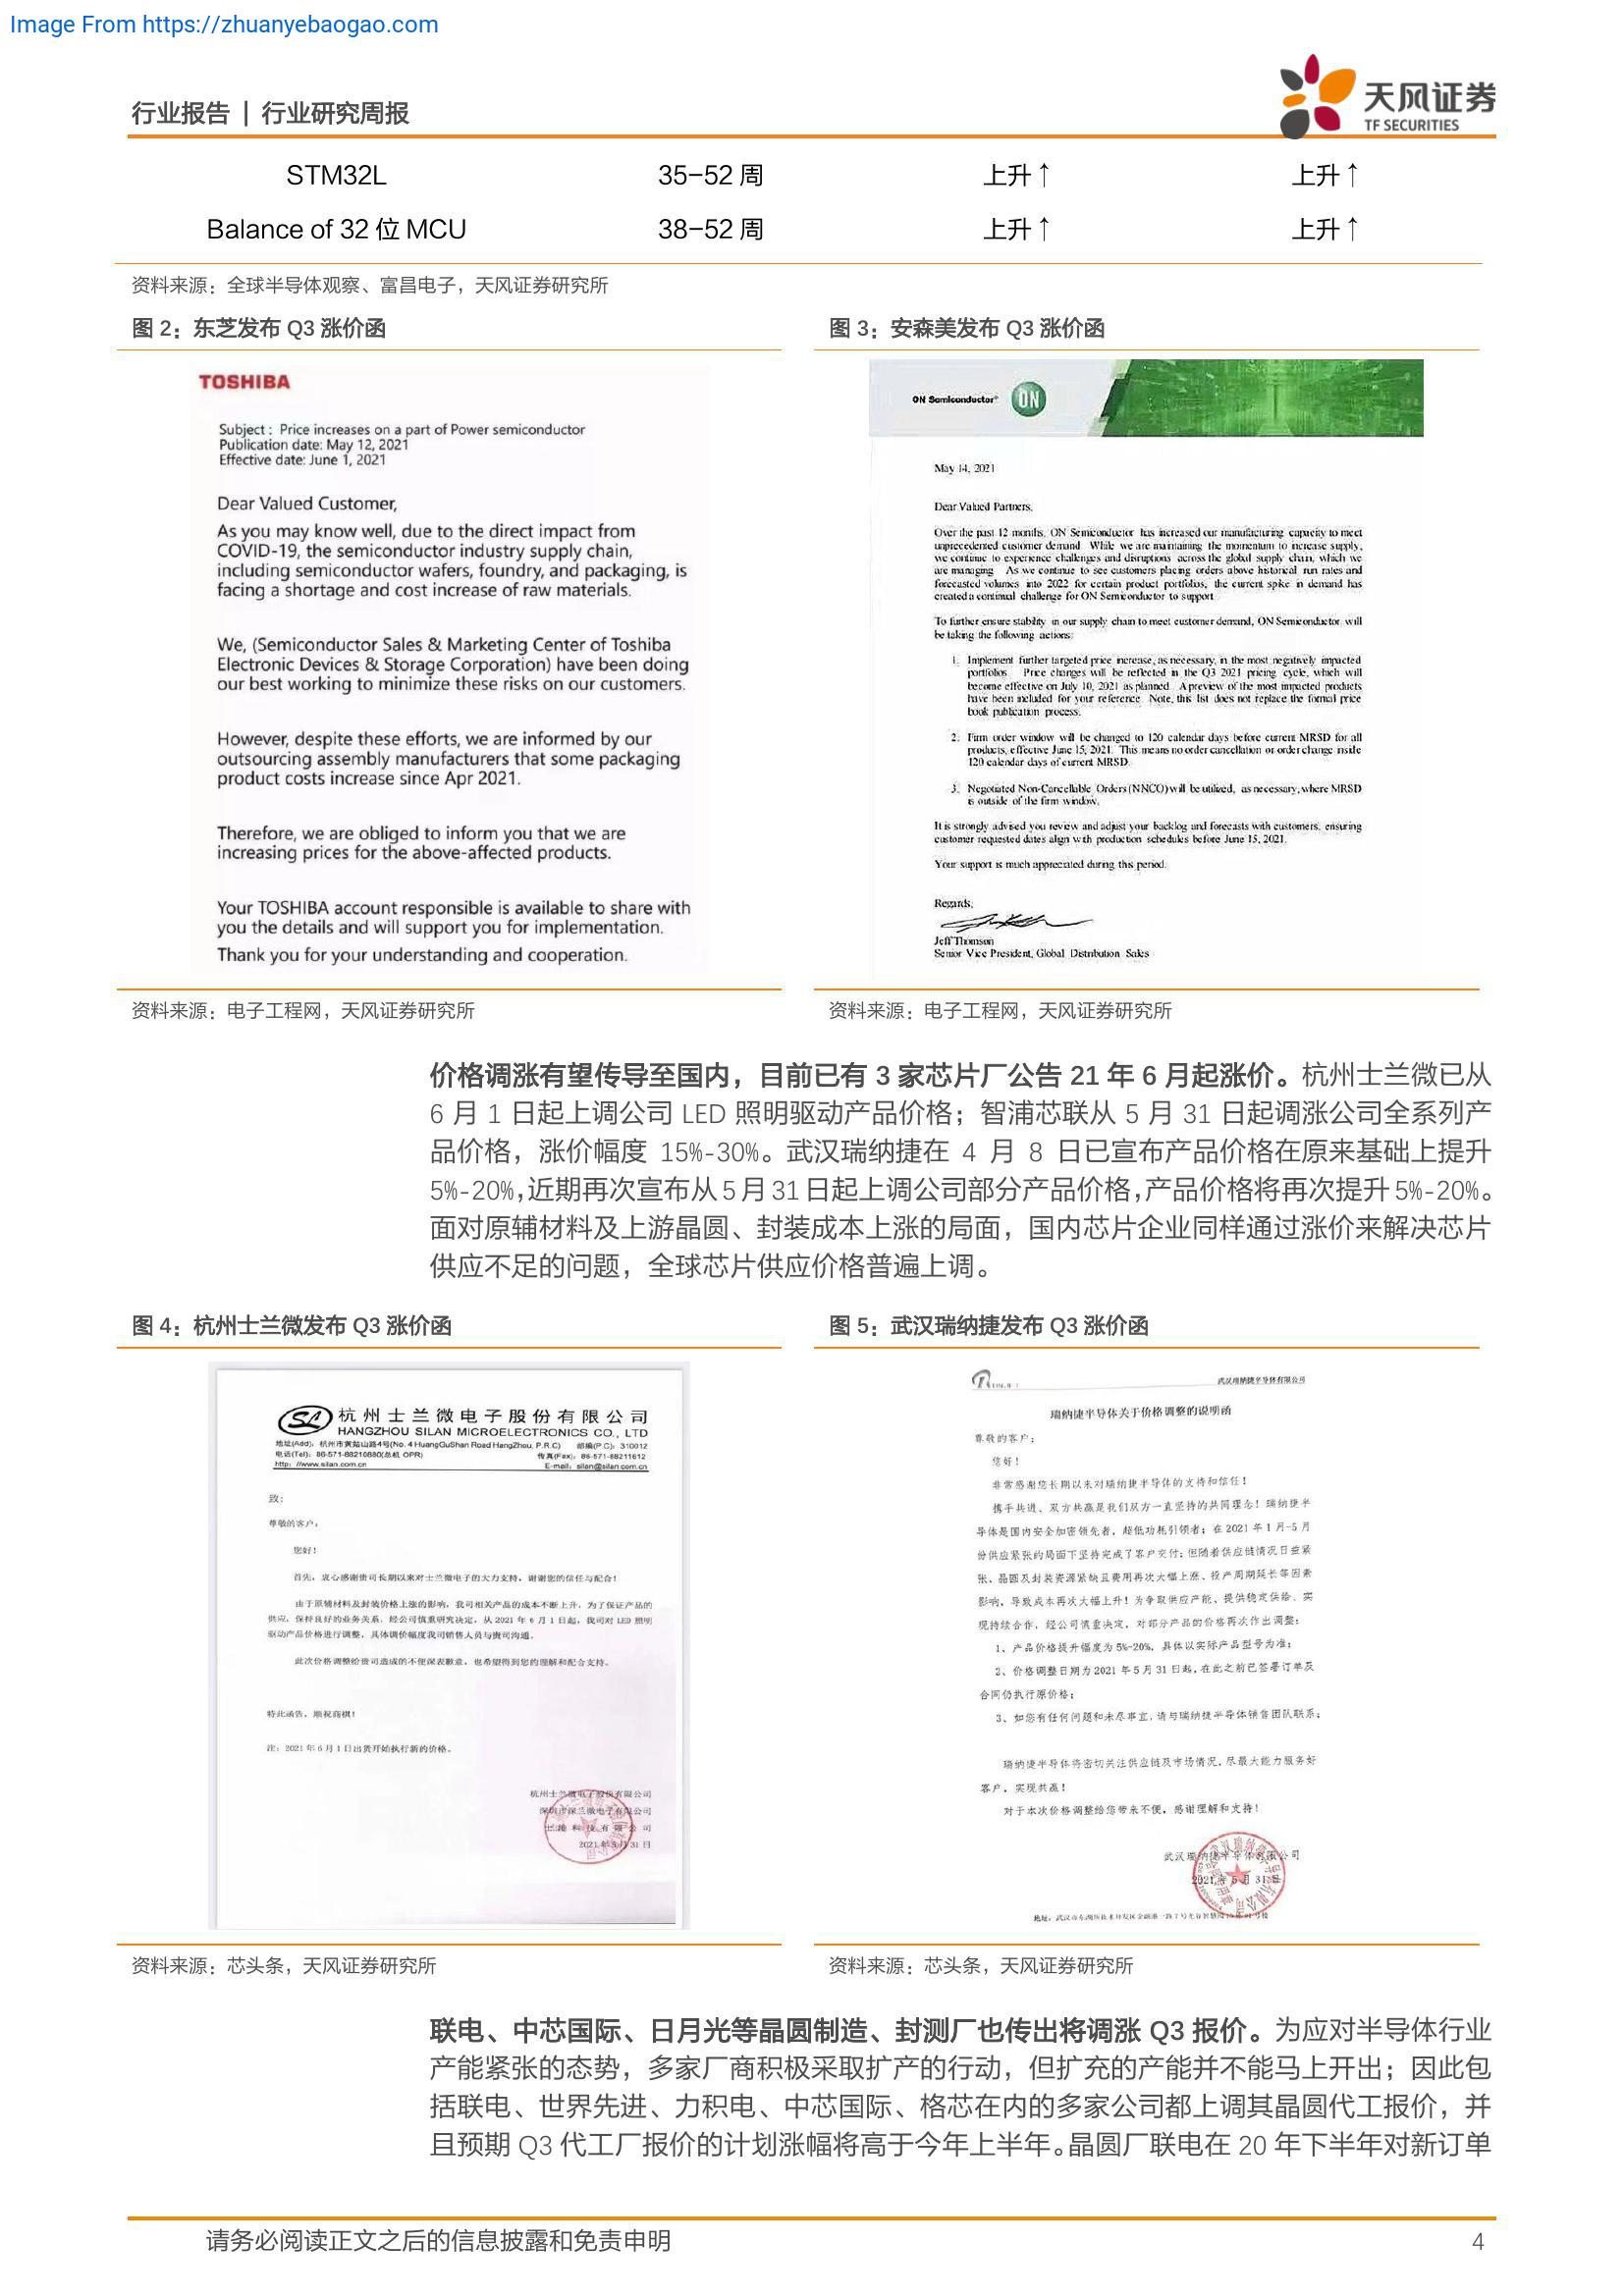 Image From https://zhuanyebaogao.com
行业报告 | 行业研究周报
天风证券
TF SECURITIES
STM32L 35-52 周 上升↑ 上升↑
Balance of 32 位 MCU 38-52 周 上升↑ 上升↑
资料来源：全球半导体观察、富昌电子，天风证券研究所
图 2：东芝发布 Q3 涨价函
TOSHIBA
Subject : Price increases on a part of Power semiconductor
Publication date: May 12, 2021
Effective date: June 1, 2021
Dear Valued Customer,
As you may know well, due to the direct impact from
COVID-19, the semiconductor industry supply chain,
including semiconductor wafers, foundry, and packaging, is
facing a shortage and cost increase of raw materials.
We, (Semiconductor Sales & Marketing Center of Toshiba
Electronic Devices & Storage Corporation) have been doing
our best working to minimize these risks on our customers.
However, despite these efforts, we are informed by our
outsourcing assembly manufacturers that some packaging
product costs increase since Apr 2021.
Therefore, we are obliged to inform you that we are
increasing prices for the above-affected products.
Your TOSHIBA account responsible is available to share with
you the details and will support you for implementation.
Thank you for your understanding and cooperation.
资料来源：电子工程网，天风证券研究所
图 3：安森美发布 Q3 涨价函
ON Semiconductor®
ON
May 14, 2021
Dear Valued Partners,
Over the past 12 months, ON Semiconductor has increased our manufacturing capacity to meet
unprecedented customer demand. While we are maintaining the momentum to increase supply,
we continue to experience challenges and disruptions across the global supply chain, which we
are managing. As we continue to see customers placing orders above historical run rates and
forecasted volumes into 2022 for certain product portfolios, the current spike in demand has
created a continual challenge for ON Semiconductor to support.
To further ensure stability in our supply chain to meet customer demand, ON Semiconductor will
be taking the following actions:
1. Implement further targeted price increase, as necessary, in the most negatively impacted
portfolios. Price changes will be reflected in the Q3 2021 pricing cycle, which will
become effective on July 10, 2021 as planned. A preview of the most impacted products
have been included for your reference. Note, this list does not replace the formal price
book publication process.
2. Firm order window will be changed to 120 calendar days before current MRSD for all
products, effective June 15, 2021. This means no order cancellation or order change inside
120 calendar days of current MRSD.
3. Negotiated Non-Cancellable Orders (NNCO) will be utilized, as necessary, where MRSD
is outside of the firm window.
It is strongly advised you review and adjust your backlog and forecasts with customers, ensuring
customer requested dates align with production schedules before June 15, 2021.
Your support is much appreciated during this period.
Regards,
Jeff Thomson
Senior Vice President, Global Distribution Sales
资料来源：电子工程网，天风证券研究所
价格调涨有望传导至国内，目前已有 3 家芯片厂公告 21 年 6 月起涨价。杭州士兰微已从
6 月 1 日起上调公司 LED 照明驱动产品价格；智浦芯联从 5 月 31 日起调涨公司全系列产
品价格，涨价幅度 15%-30%。武汉瑞纳捷在 4 月 8 日已宣布产品价格在原来基础上提升
5%-20%，近期再次宣布从 5 月 31 日起上调公司部分产品价格，产品价格将再次提升 5%-20%。
面对原辅材料及上游晶圆、封装成本上涨的局面，国内芯片企业同样通过涨价来解决芯片
供应不足的问题，全球芯片供应价格普遍上调。
图 4：杭州士兰微发布 Q3 涨价函
杭州士兰微电子股份有限公司
HANGZHOU SILAN MICROELECTRONICS CO., LTD
地址(Add)：杭州市黄姑山路4号(No. 4 HuangGuShan Road HangZhou, P.R.C) 邮编(P.C)：310012
电话(Tel)：86-571-88210880(总机 OPR) 传真(Fax)：86-571-88211612
http：//www.silan.com.cn E-mail：silan@silan.com.cn
致：
尊敬的客户：
您好！
首先，衷心感谢贵司长期以来对士兰微电子的大力支持，谢谢您的信任与配合！
由于原辅材料及封装价格上涨的影响，我司相关产品的成本不断上升，为了保证产品的
供应，保持良好的业务关系，经公司慎重研究决定，从 2021 年 6 月 1 日起，我司对 LED 照明
驱动产品价格进行调整，具体调价幅度我司销售人员与贵司沟通。
此次价格调整给贵司造成的不便深表歉意，也希望得到您的理解和配合支持。
特此函告，顺祝商祺！
注：2021 年 6 月 1 日出货开始执行新的价格。
杭州士兰微电子股份有限公司
深圳市深兰微电子有限公司
科技有限公司
2021 年 5 月 31 日
资料来源：芯头条，天风证券研究所
图 5：武汉瑞纳捷发布 Q3 涨价函
武汉瑞纳捷半导体有限公司
瑞纳捷半导体关于价格调整的说明函
尊敬的客户：
您好！
非常感谢您长期以来对瑞纳捷半导体的支持和信任！
携手共进、双方共赢是我们双方一直坚持的共同理念！瑞纳捷半
导体是国内安全加密领先者，超低功耗引领者；在 2021 年 1 月-5 月
份供应紧张的局面下坚持完成了客户交付；但随着供应链情况日益紧
张、晶圆及封装资源紧缺且费用再次大幅上涨、投产周期延长等因素
影响，导致成本再次大幅上升！为争取供应产能、提供稳定供给、实
现持续合作，经公司慎重决定，对部分产品的价格再次作出调整：
1、产品价格提升幅度为 5%-20%，具体以实际产品型号为准；
2、价格调整日期为 2021 年 5 月 31 日起，在此之前已签署订单及
合同仍执行原价格；
3、如您有任何问题和未尽事宜，请与瑞纳捷半导体销售团队联系；
瑞纳捷半导体将密切关注供应链及市场情况，尽最大能力服务好
客户，实现共赢！
对于本次价格调整给您带来不便，感谢理解和支持！
武汉瑞纳捷半导体有限公司
2021 年 5 月 31 日
资料来源：芯头条，天风证券研究所
联电、中芯国际、日月光等晶圆制造、封测厂也传出将调涨 Q3 报价。为应对半导体行业
产能紧张的态势，多家厂商积极采取扩产的行动，但扩充的产能并不能马上开出；因此包
括联电、世界先进、力积电、中芯国际、格芯在内的多家公司都上调其晶圆代工报价，并
且预期 Q3 代工厂报价的计划涨幅将高于今年上半年。晶圆厂联电在 20 年下半年对新订单
请务必阅读正文之后的信息披露和免责申明 4